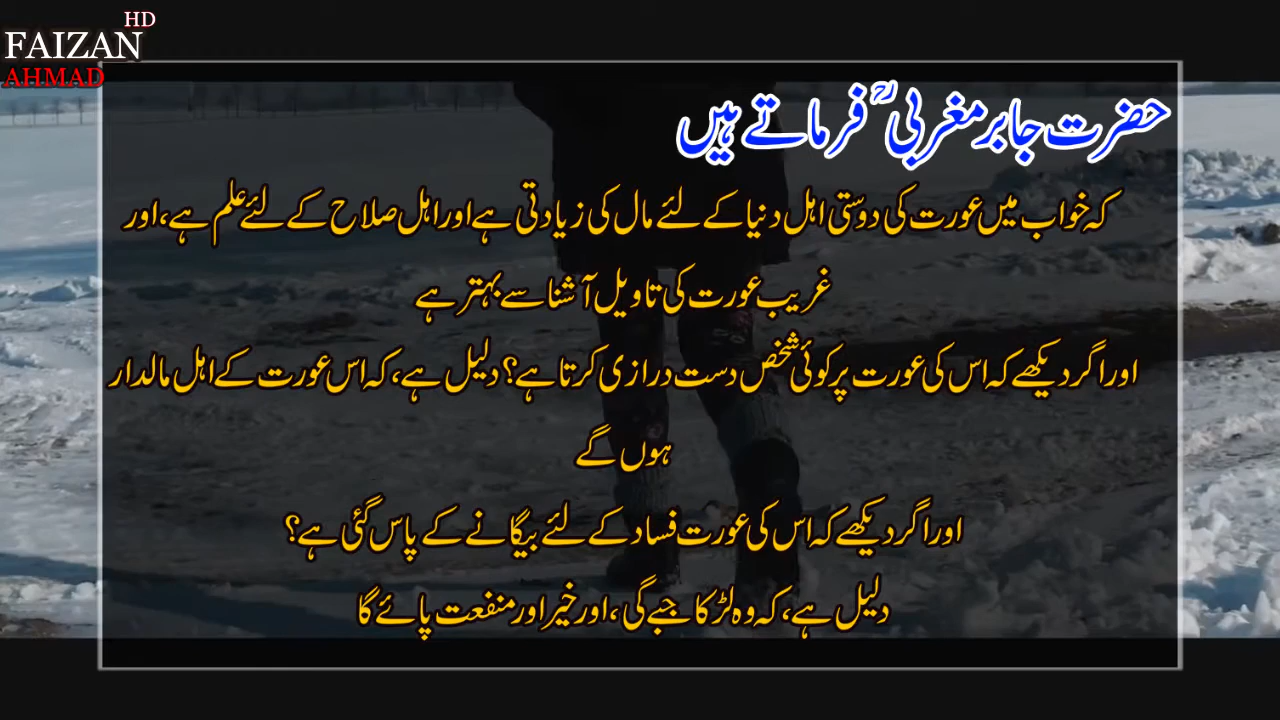 HD
FAIZAN
AHMAD
حضرت جابر مغربیؒ فرماتے ہیں
کہ خواب میں عورت کی دوستی اہل دنیا کے لئے مال کی زیادتی ہے اور اہل صلاح کے لئے علم ہے، اور
غریب عورت کی تاویل آشنا سے بہتر ہے
اور اگر دیکھے کہ اس کی عورت پر کوئی شخص دست درازی کرتا ہے؟ دلیل ہے، کہ اس عورت کے اہل مالدار
ہوں گے
اور اگر دیکھے کہ اس کی عورت فساد کے لئے بیگانے کے پاس گئی ہے؟
دلیل ہے، کہ وہ لڑکا جنے گی، اور خیر اور منفعت پائے گا